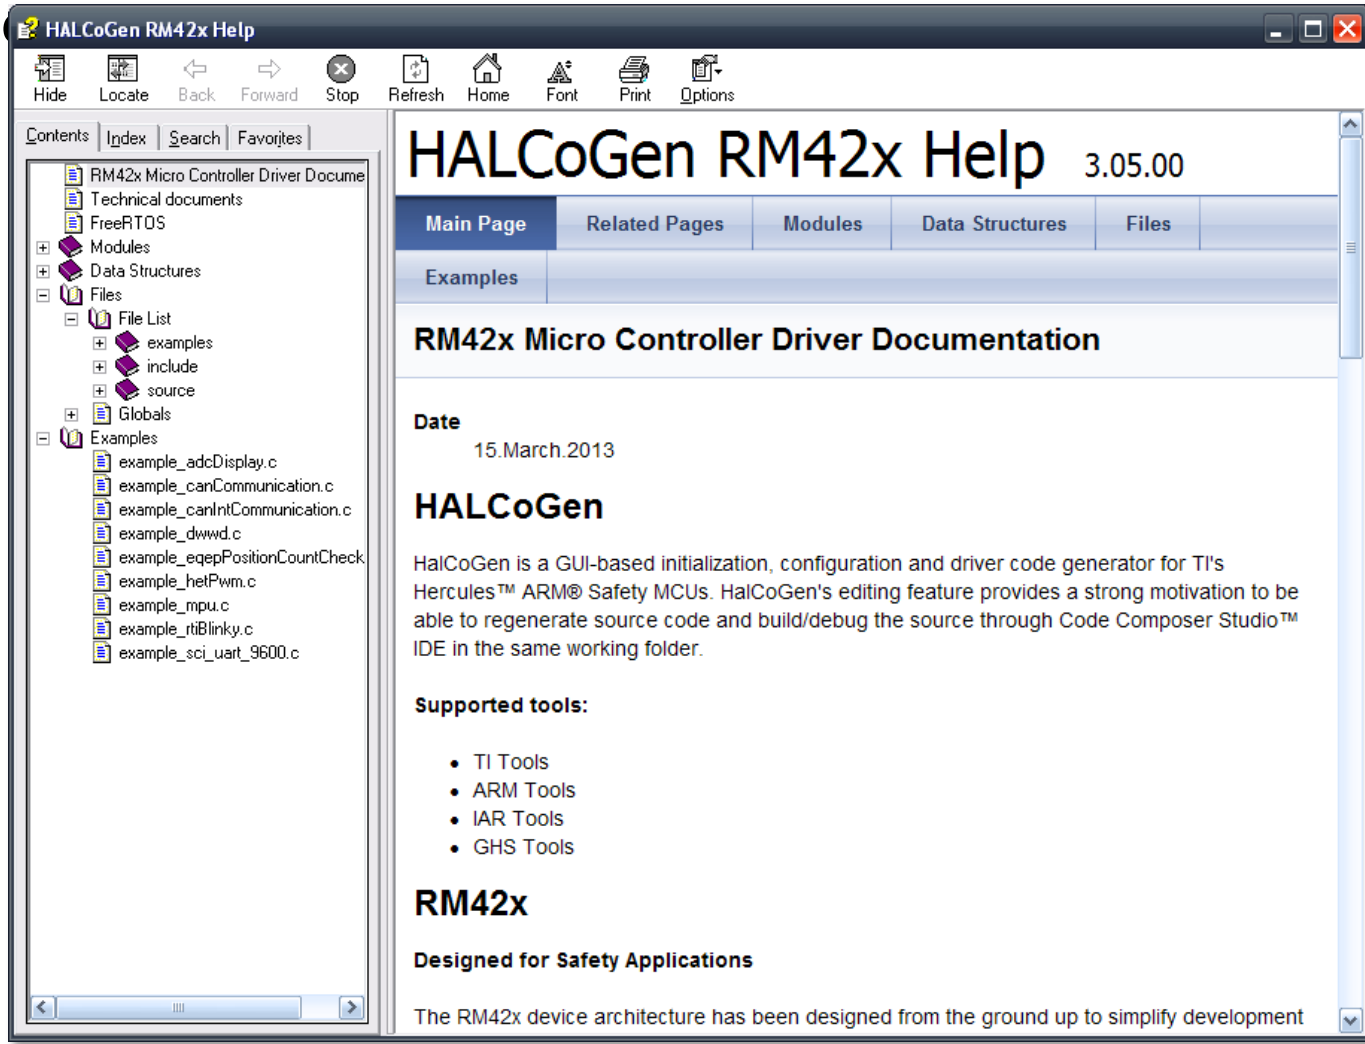 HALCoGen RM42x Help
Hide Locate Back Forward Stop Refresh Home Font Print Options
Contents Index Search Favorites
RM42x Micro Controller Driver Docume
Technical documents
FreeRTOS
Modules
Data Structures
Files
File List
examples
include
source
Globals
Examples
example_adcDisplay.c
example_canCommunication.c
example_canIntCommunication.c
example_dwwd.c
example_eqepPositionCountCheck
example_hetPwm.c
example_mpu.c
example_rtiBlinky.c
example_sci_uart_9600.c
HALCoGen RM42x Help 3.05.00
Main Page Related Pages Modules Data Structures Files
Examples
RM42x Micro Controller Driver Documentation
Date
15.March.2013
HALCoGen
HalCoGen is a GUI-based initialization, configuration and driver code generator for TI's
Hercules™ ARM® Safety MCUs. HalCoGen's editing feature provides a strong motivation to be
able to regenerate source code and build/debug the source through Code Composer Studio™
IDE in the same working folder.
Supported tools:
• TI Tools
• ARM Tools
• IAR Tools
• GHS Tools
RM42x
Designed for Safety Applications
The RM42x device architecture has been designed from the ground up to simplify development